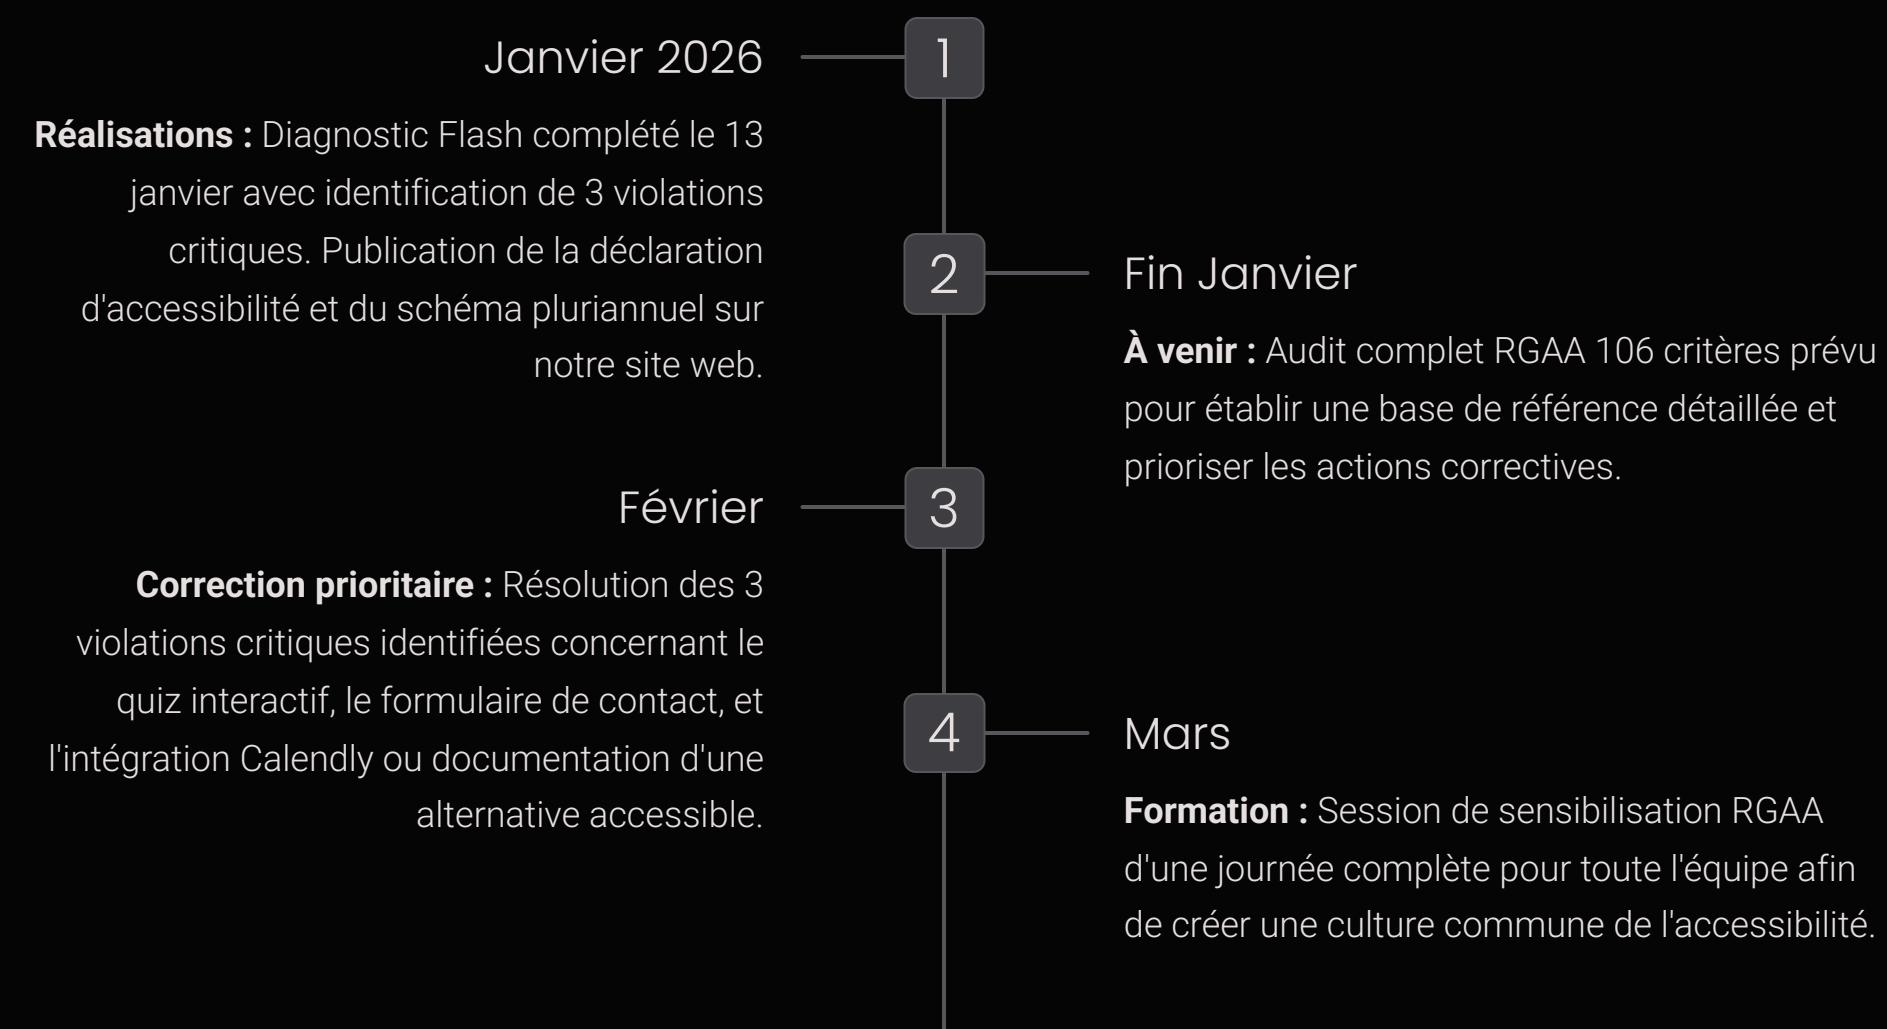 1
Janvier 2026
Réalisations : Diagnostic Flash complété le 13
janvier avec identification de 3 violations
critiques. Publication de la déclaration
d'accessibilité et du schéma pluriannuel sur
notre site web.
2
Fin Janvier
À venir : Audit complet RGAA 106 critères prévu
pour établir une base de référence détaillée et
prioriser les actions correctives.
3
Février
Correction prioritaire : Résolution des 3
violations critiques identifiées concernant le
quiz interactif, le formulaire de contact, et
l'intégration Calendly ou documentation d'une
alternative accessible.
4
Mars
Formation : Session de sensibilisation RGAA
d'une journée complète pour toute l'équipe afin
de créer une culture commune de l'accessibilité.